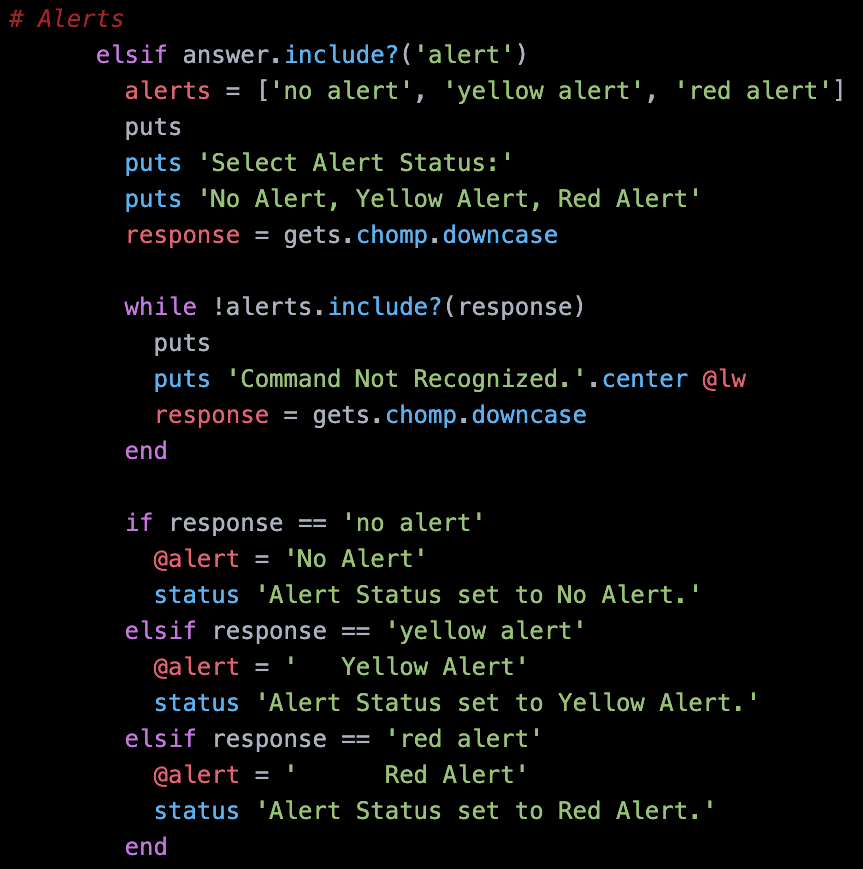 # Alerts
      elsif answer.include?('alert')
        alerts = ['no alert', 'yellow alert', 'red alert']
        puts
        puts 'Select Alert Status:'
        puts 'No Alert, Yellow Alert, Red Alert'
        response = gets.chomp.downcase

        while !alerts.include?(response)
          puts
          puts 'Command Not Recognized.'.center @lw
          response = gets.chomp.downcase
        end

        if response == 'no alert'
          @alert = 'No Alert'
          status 'Alert Status set to No Alert.'
        elsif response == 'yellow alert'
          @alert = '   Yellow Alert'
          status 'Alert Status set to Yellow Alert.'
        elsif response == 'red alert'
          @alert = '      Red Alert'
          status 'Alert Status set to Red Alert.'
        end